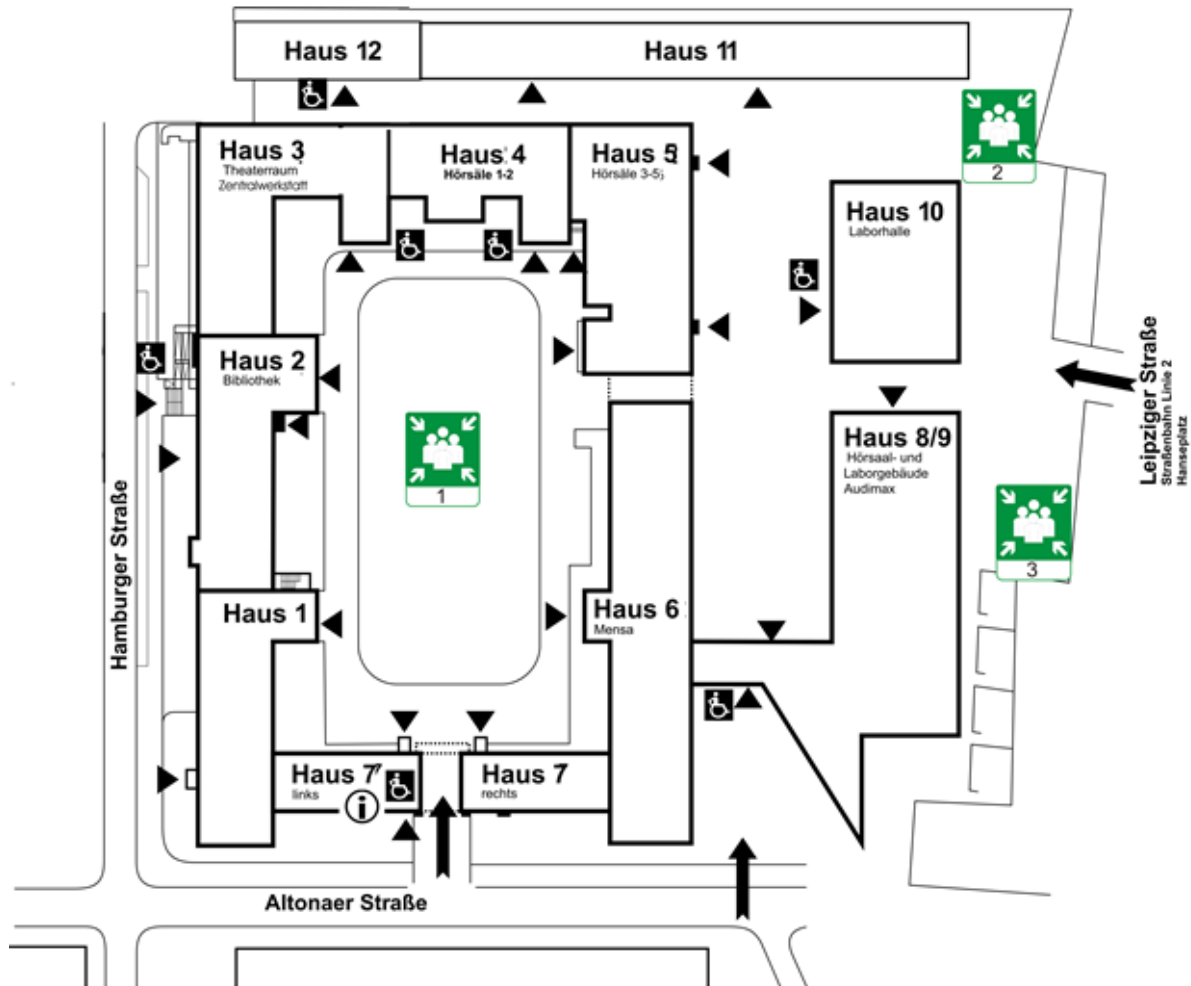 Haus 12
Haus 11
Haus 3
Theaterraum
Zentralwerkstatt
Haus 4
Hörsäle 1-2
Haus 5
Hörsäle 3-5
2
Haus 10
Laborhalle
Haus 2
Bibliothek
Leipziger Straße
Straßenbahn Linie 2
Hanseplatz
1
Haus 8/9
Hörsaal- und
Laborgebäude
Audimax
3
Hamburger Straße
Haus 1
Haus 6
Mensa
Haus 7
links
i
Haus 7
rechts
Altonaer Straße